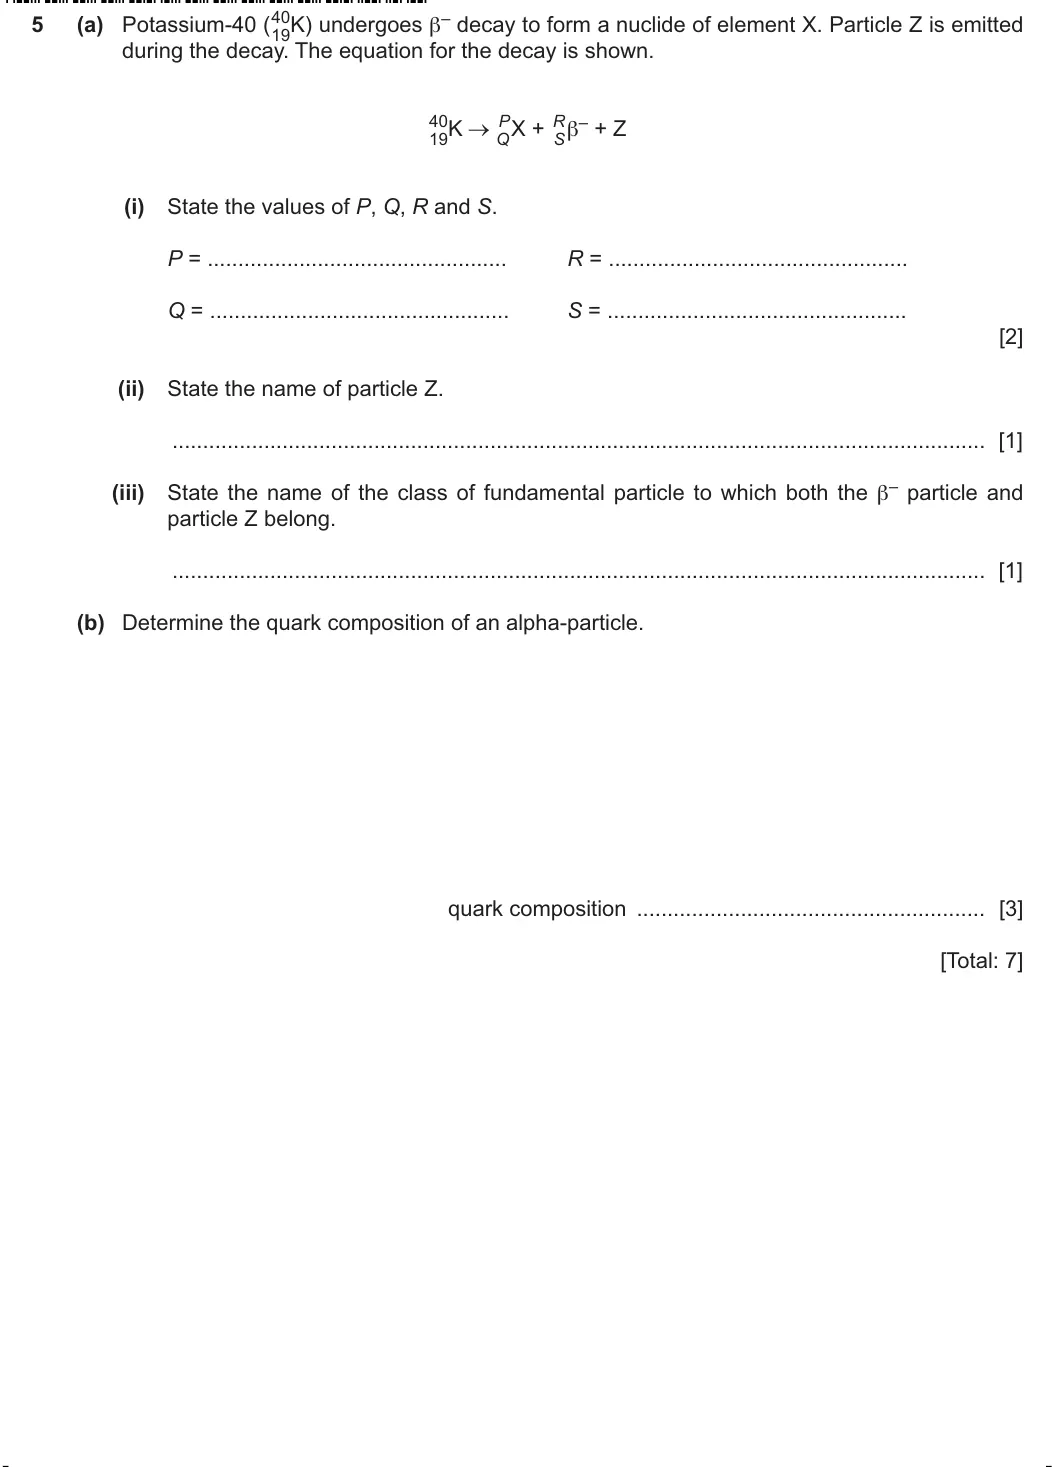 5 (a) Potassium-40 (⁴⁰₁₉K) undergoes β⁻ decay to form a nuclide of element X. Particle Z is emitted
during the decay. The equation for the decay is shown.
⁴⁰₁₉K → ᴾQX + ᴿSβ⁻ + Z
(i) State the values of P, Q, R and S.
P = ................................................. R = .................................................
Q = ................................................. S = .................................................
[2]
(ii) State the name of particle Z.
...................................................................................................................................... [1]
(iii) State the name of the class of fundamental particle to which both the β⁻ particle and
particle Z belong.
...................................................................................................................................... [1]
(b) Determine the quark composition of an alpha-particle.
quark composition ......................................................... [3]
[Total: 7]